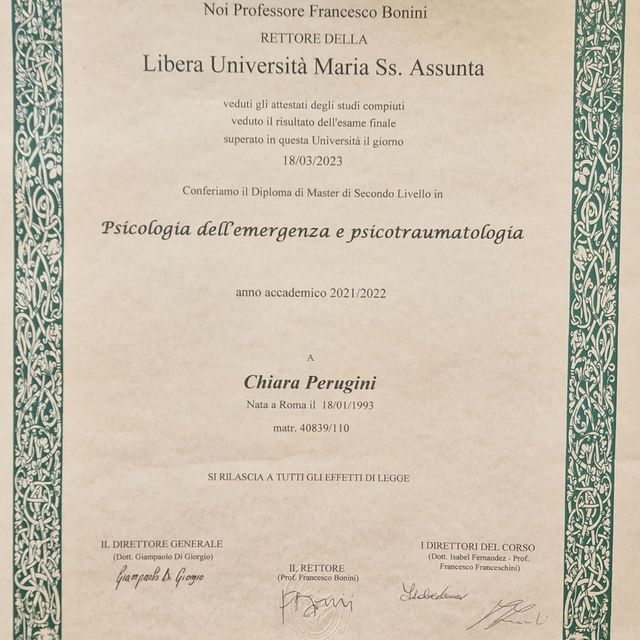 Noi Professore Francesco Bonini
RETTORE DELLA
Libera Università Maria Ss. Assunta
veduti gli attestati degli studi compiuti
veduto il risultato dell'esame finale
superato in questa Università il giorno
18/03/2023
Conferiamo il Diploma di Master di Secondo Livello in
Psicologia dell'emergenza e psicotraumatologia
anno accademico 2021/2022
A
Chiara Perugini
Nata a Roma il 18/01/1993
matr. 40839/110
SI RILASCIA A TUTTI GLI EFFETTI DI LEGGE
IL DIRETTORE GENERALE
(Dott. Giampaolo Di Giorgio)
Giampaolo Di Giorgio
IL RETTORE
(Prof. Francesco Bonini)
I DIRETTORI DEL CORSO
(Dott. Isabel Fernandez - Prof.
Francesco Franceschini)